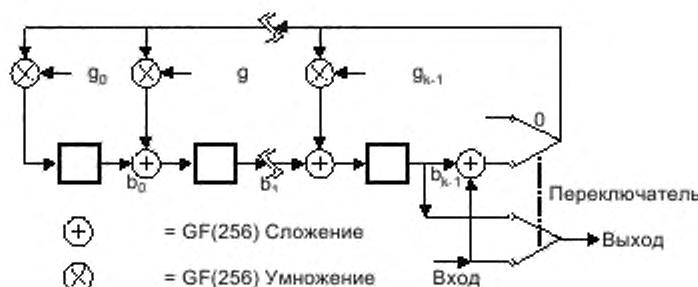 0
g₀ g gₖ₋₁
b₀ b₁ bₖ₋₁
Переключатель
= GF(256) Сложение
Выход
= GF(256) Умножение
Вход